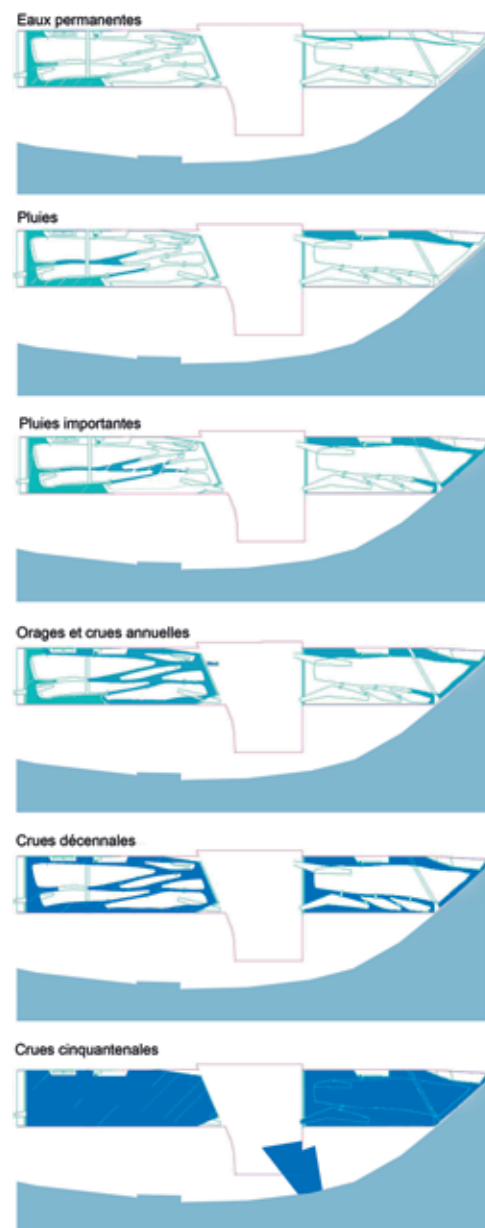 Eaux permanentes
Pluies
Pluies importantes
Orages et crues annuelles
Crues décennales
Crues cinquantenales